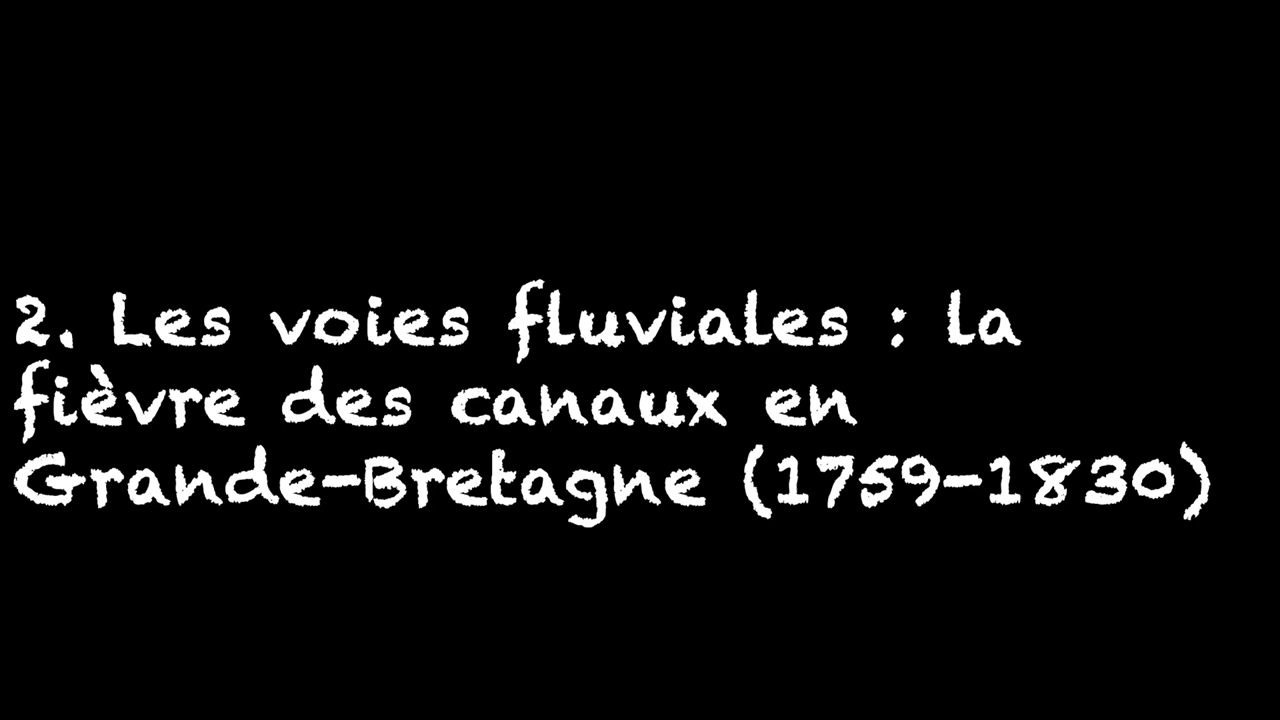 2. Les voies fluviales : la
fièvre des canaux en
Grande-Bretagne (1759-1830)